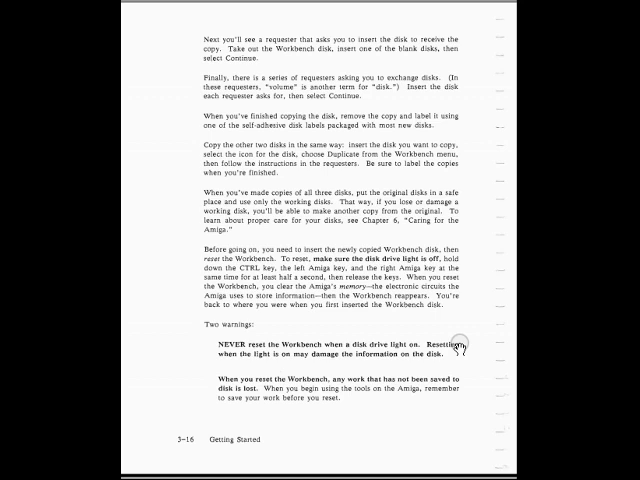 Next you'll see a requester that asks you to insert the disk to receive the
copy. Take out the Workbench disk, insert one of the blank disks, then
select Continue.
Finally, there is a series of requesters asking you to exchange disks. (In
these requesters, "volume" is another term for "disk.") Insert the disk
each requester asks for, then select Continue.
When you've finished copying the disk, remove the copy and label it using
one of the self-adhesive disk labels packaged with most new disks.
Copy the other two disks in the same way: insert the disk you want to copy,
select the icon for the disk, choose Duplicate from the Workbench menu,
then follow the instructions in the requesters. Be sure to label the copies
when you're finished.
When you've made copies of all three disks, put the original disks in a safe
place and use only the working disks. That way, if you lose or damage a
working disk, you'll be able to make another copy from the original. To
learn about proper care for your disks, see Chapter 6, "Caring for the
Amiga."
Before going on, you need to insert the newly copied Workbench disk, then
reset the Workbench. To reset, make sure the disk drive light is off, hold
down the CTRL key, the left Amiga key, and the right Amiga key at the
same time for at least half a second, then release the keys. When you reset
the Workbench, you clear the Amiga's memory—the electronic circuits the
Amiga uses to store information—then the Workbench reappears. You're
back to where you were when you first inserted the Workbench disk.
Two warnings:
NEVER reset the Workbench when a disk drive light on. Resetting
when the light is on may damage the information on the disk.
When you reset the Workbench, any work that has not been saved to
disk is lost. When you begin using the tools on the Amiga, remember
to save your work before you reset.
3-16 Getting Started